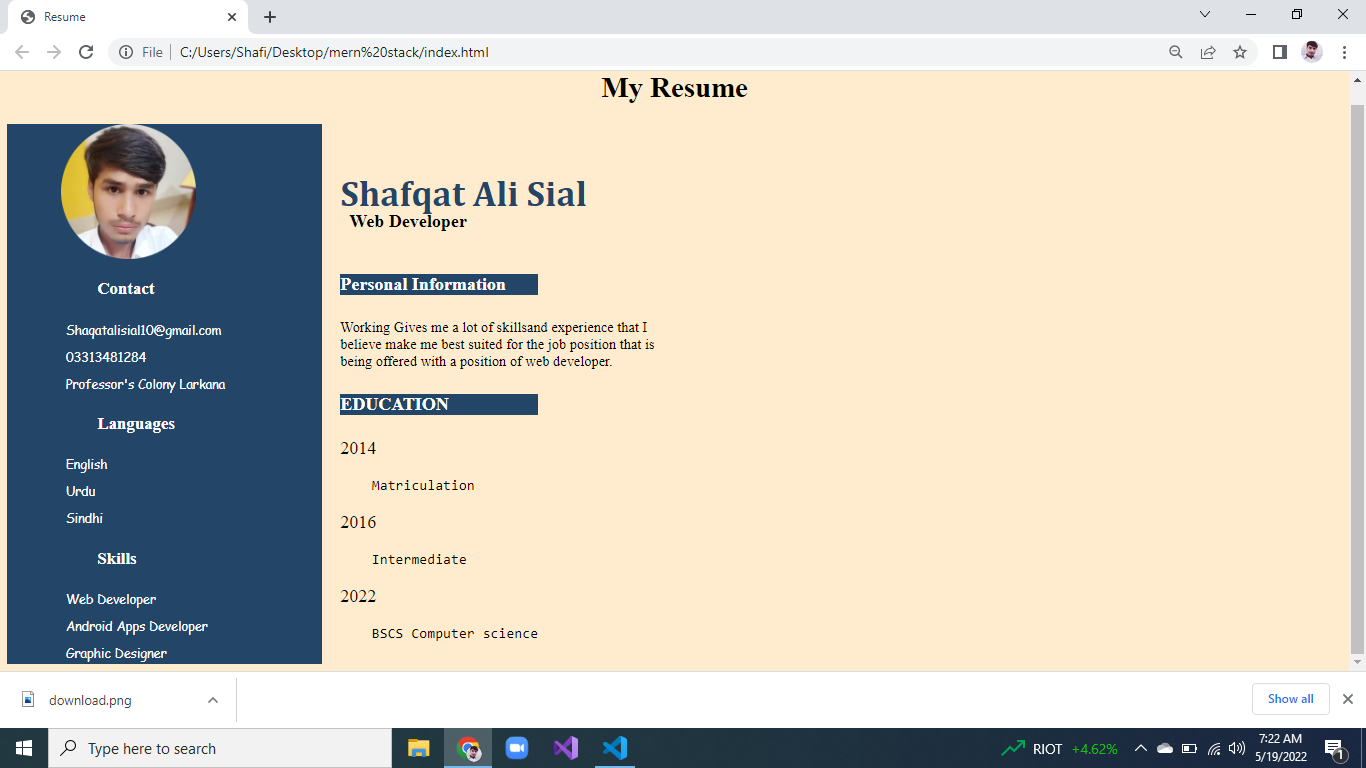 Resume
File
C:/Users/Shafi/Desktop/mern%20stack/index.html
My Resume
Contact
Shaqatalisial10@gmail.com
03313481284
Professor's Colony Larkana
Languages
English
Urdu
Sindhi
Skills
Web Developer
Android Apps Developer
Graphic Designer
Shafqat Ali Sial
Web Developer
Personal Information
Working Gives me a lot of skillsand experience that I
believe make me best suited for the job position that is
being offered with a position of web developer.
EDUCATION
2014
Matriculation
2016
Intermediate
2022
BSCS Computer science
download.png
Show all
Type here to search
RIOT +4.62%
7:22 AM
5/19/2022
1